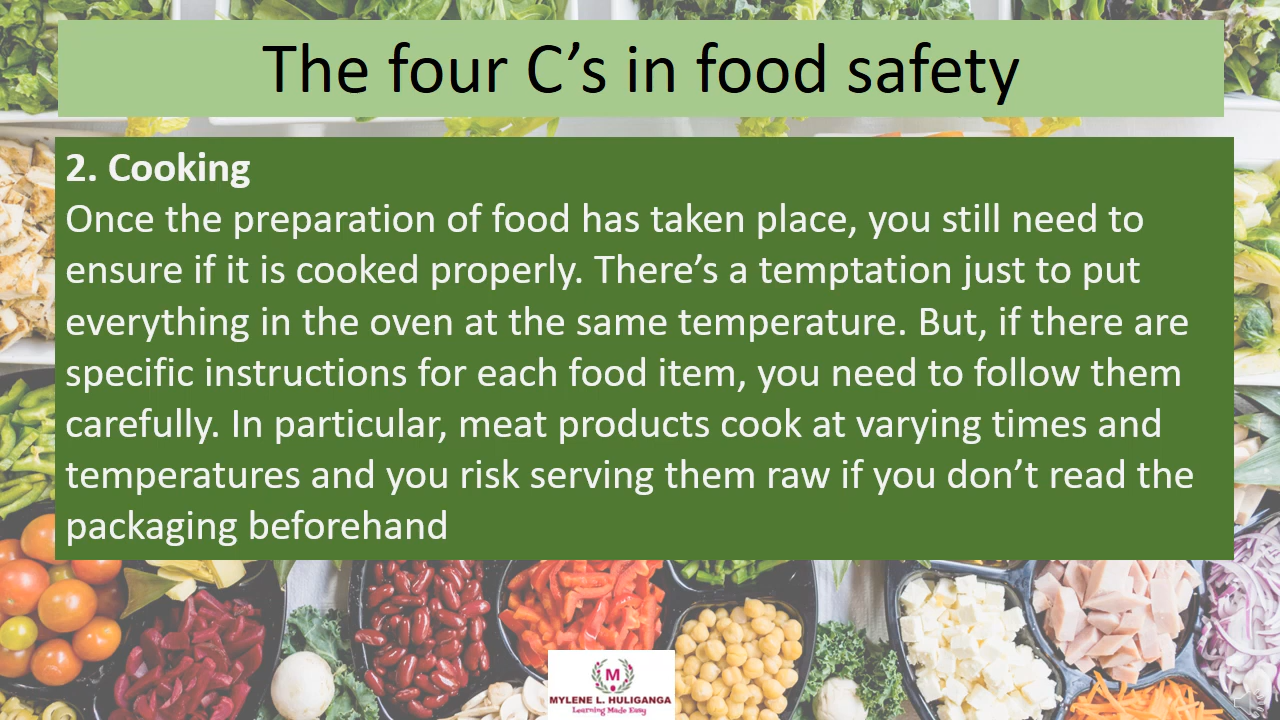 The four C’s in food safety
2. Cooking
Once the preparation of food has taken place, you still need to
ensure if it is cooked properly. There’s a temptation just to put
everything in the oven at the same temperature. But, if there are
specific instructions for each food item, you need to follow them
carefully. In particular, meat products cook at varying times and
temperatures and you risk serving them raw if you don’t read the
packaging beforehand
M
MYLENE L. HULIGANGA
Learning Made Easy